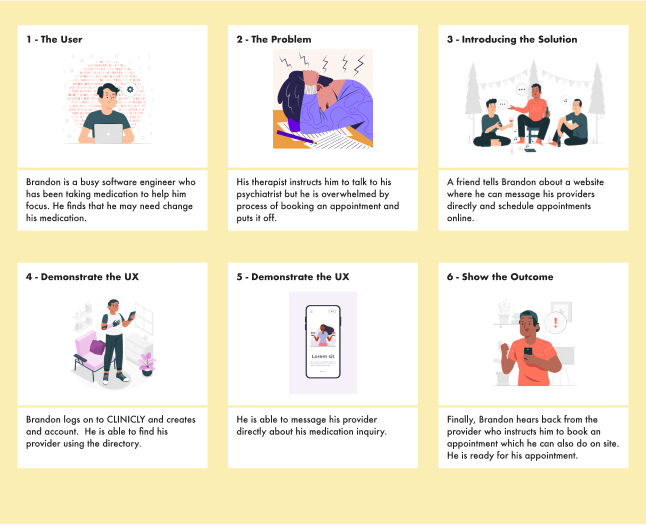 1 - The User
Brandon is a busy software engineer who
has been taking medication to help him
focus. He finds that he may need change
his medication.
2 - The Problem
His therapist instructs him to talk to his
psychiatrist but he is overwhelmed by
process of booking an appointment and
puts it off.
3 - Introducing the Solution
A friend tells Brandon about a website
where he can message his providers
directly and schedule appointments
online.
4 - Demonstrate the UX
Brandon logs on to CLINICLY and creates
and account. He is able to find his
provider using the directory.
5 - Demonstrate the UX
Lorem sit
He is able to message his provider
directly about his medication inquiry.
6 - Show the Outcome
!
Finally, Brandon hears back from the
provider who instructs him to book an
appointment which he can also do on site.
He is ready for his appointment.